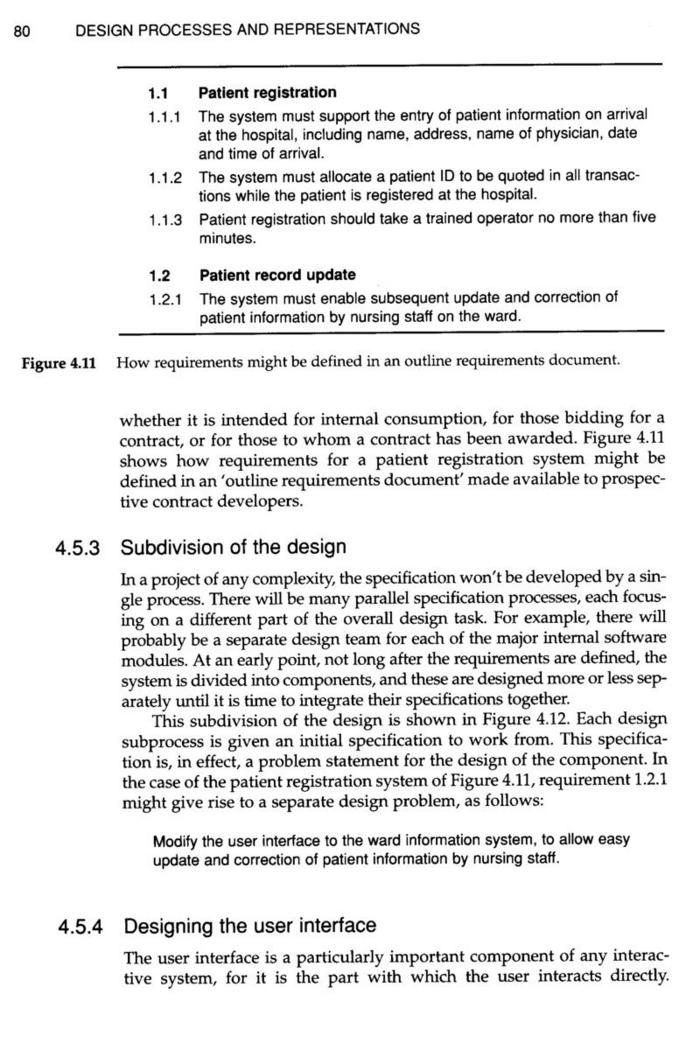 80 DESIGN PROCESSES AND REPRESENTATIONS
1.1 Patient registration
1.1.1 The system must support the entry of patient information on arrival
at the hospital, including name, address, name of physician, date
and time of arrival.
1.1.2 The system must allocate a patient ID to be quoted in all transac-
tions while the patient is registered at the hospital.
1.1.3 Patient registration should take a trained operator no more than five
minutes.
1.2 Patient record update
1.2.1 The system must enable subsequent update and correction of
patient information by nursing staff on the ward.
Figure 4.11 How requirements might be defined in an outline requirements document.
whether it is intended for internal consumption, for those bidding for a
contract, or for those to whom a contract has been awarded. Figure 4.11
shows how requirements for a patient registration system might be
defined in an 'outline requirements document' made available to prospec-
tive contract developers.
4.5.3 Subdivision of the design
In a project of any complexity, the specification won't be developed by a sin-
gle process. There will be many parallel specification processes, each focus-
ing on a different part of the overall design task. For example, there will
probably be a separate design team for each of the major internal software
modules. At an early point, not long after the requirements are defined, the
system is divided into components, and these are designed more or less sep-
arately until it is time to integrate their specifications together.
This subdivision of the design is shown in Figure 4.12. Each design
subprocess is given an initial specification to work from. This specifica-
tion is, in effect, a problem statement for the design of the component. In
the case of the patient registration system of Figure 4.11, requirement 1.2.1
might give rise to a separate design problem, as follows:
Modify the user interface to the ward information system, to allow easy
update and correction of patient information by nursing staff.
4.5.4 Designing the user interface
The user interface is a particularly important component of any interac-
tive system, for it is the part with which the user interacts directly.